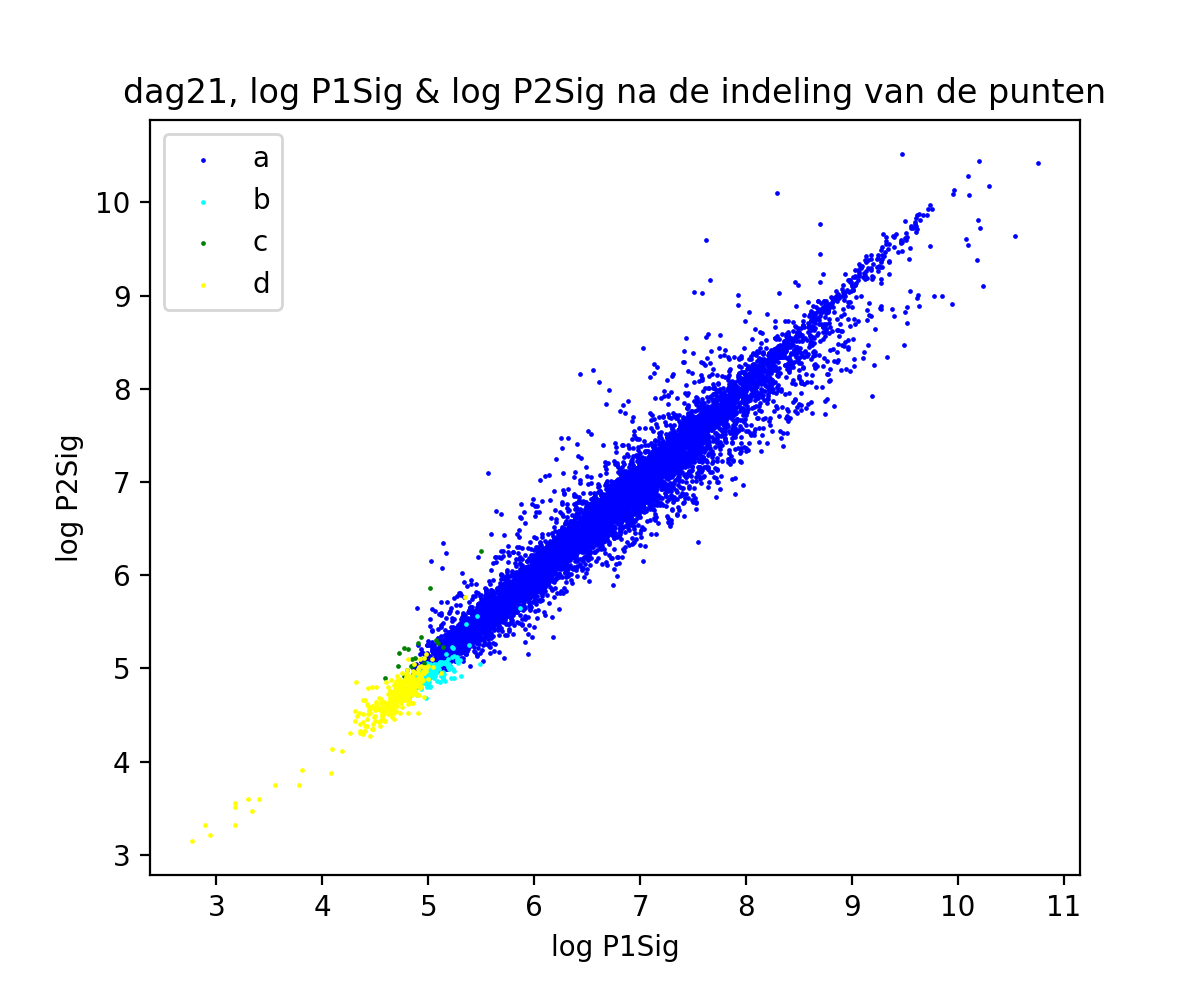 dag21, log P1Sig & log P2Sig na de indeling van de punten
a
b
c
d
10
9
8
7
6
5
4
3
log P2Sig
3 4 5 6 7 8 9 10 11
log P1Sig